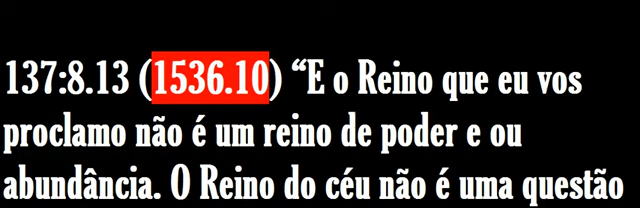 137:8.13 (1536.10) “E o Reino que eu vos
proclamo não é um reino de poder e ou
abundância. O Reino do céu não é uma questão